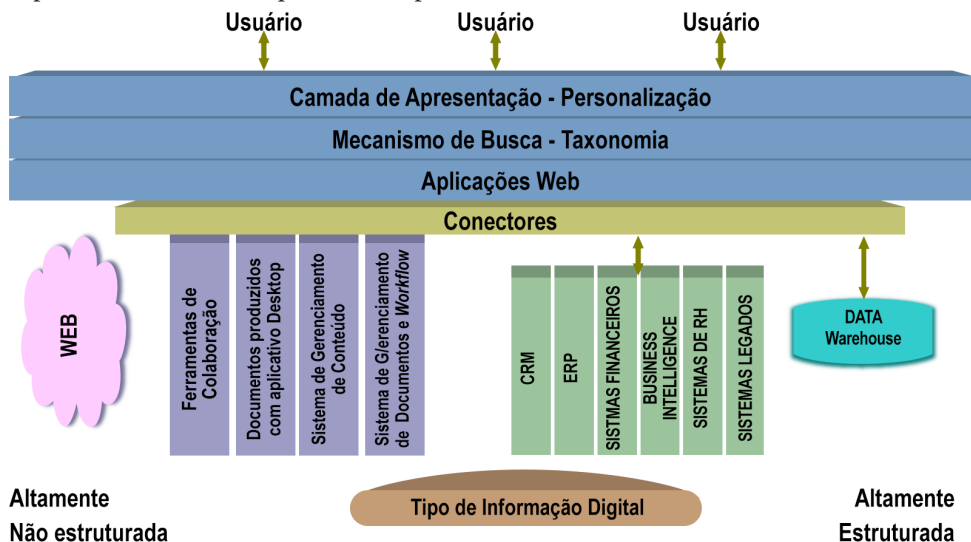 Usuário
Usuário
Usuário
Camada de Apresentação - Personalização
Mecanismo de Busca - Taxonomia
Aplicações Web
Conectores
WEB
Ferramentas de
Colaboração
Documentos produzidos
com aplicativo Desktop
Sistema de Gerenciamento
de Conteúdo
Sistema de G/erenciamento
de Documentos e Workflow
CRM
ERP
SISTMAS FINANCEIROS
BUSINESS
INTELLIGENCE
SISTEMAS DE RH
SISTEMAS LEGADOS
DATA
Warehouse
Altamente
Não estruturada
Tipo de Informação Digital
Altamente
Estruturada